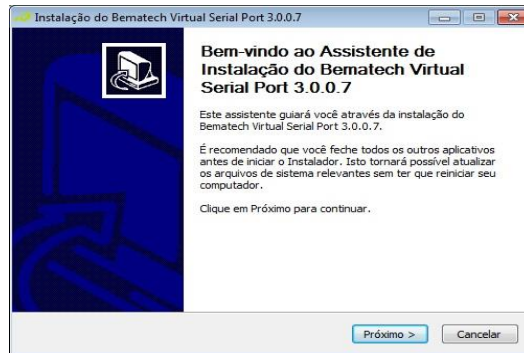 Instalação do Bematech Virtual Serial Port 3.0.0.7
Bem-vindo ao Assistente de
Instalação do Bematech Virtual
Serial Port 3.0.0.7
Este assistente guiará você através da instalação do
Bematech Virtual Serial Port 3.0.0.7.
É recomendado que você feche todos os outros aplicativos
antes de iniciar o Instalador. Isto tornará possível atualizar
os arquivos de sistema relevantes sem ter que reiniciar seu
computador.
Clique em Próximo para continuar.
Próximo > Cancelar